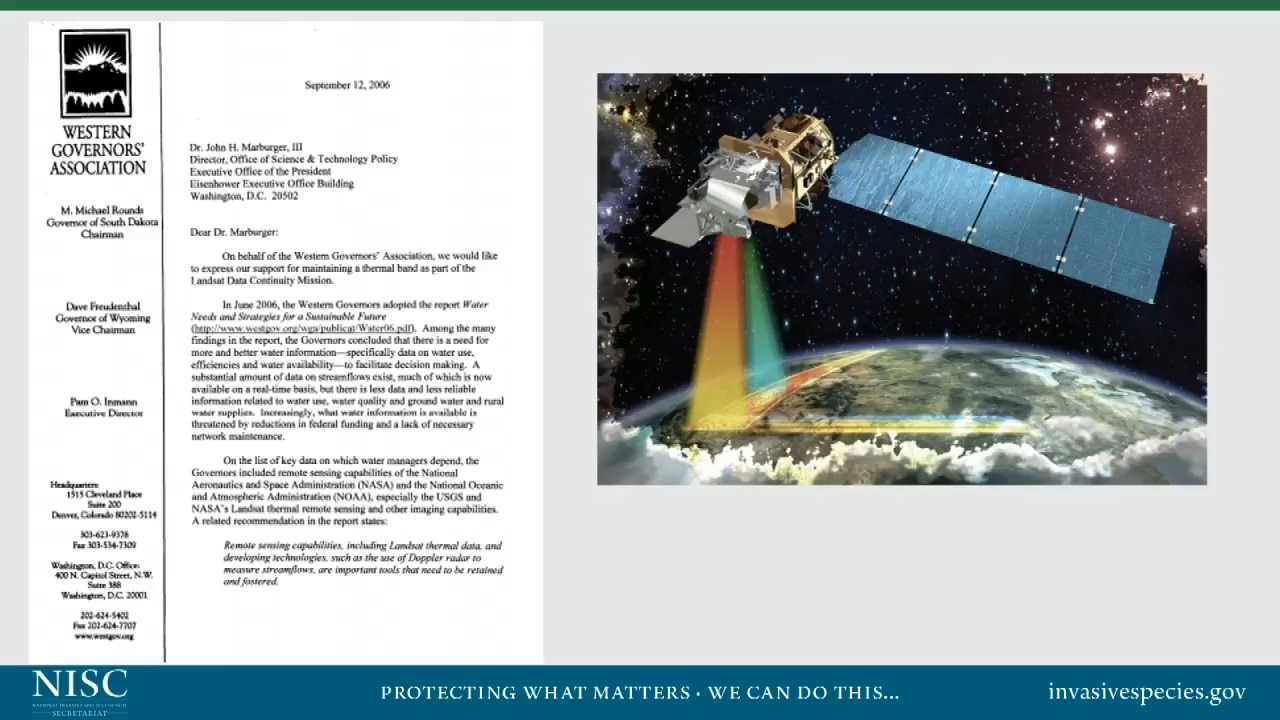 WESTERN
GOVERNORS'
ASSOCIATION
M. Michael Rounds
Governor of South Dakota
Chairman
Dave Freudenthal
Governor of Wyoming
Vice Chairman
Pam O. Inmann
Executive Director
Headquarters:
1515 Cleveland Place
Suite 200
Denver, Colorado 80202-5114
303-623-9378
Fax 303-534-7309
Washington, D.C. Office:
400 N. Capitol Street, N.W.
Suite 388
Washington, D.C. 20001
202-624-5402
Fax 202-624-7707
www.westgov.org
September 12, 2006
Dr. John H. Marburger, III
Director, Office of Science & Technology Policy
Executive Office of the President
Eisenhower Executive Office Building
Washington, D.C. 20502
Dear Dr. Marburger:
On behalf of the Western Governors' Association, we would like
to express our support for maintaining a thermal band as part of the
Landsat Data Continuity Mission.
In June 2006, the Western Governors adopted the report Water
Needs and Strategies for a Sustainable Future
(http://www.westgov.org/wga/publicat/Water06.pdf). Among the many
findings in the report, the Governors concluded that there is a need for
more and better water information—specifically data on water use,
efficiencies and water availability—to facilitate decision making. A
substantial amount of data on streamflows exist, much of which is now
available on a real-time basis, but there is less data and less reliable
information related to water use, water quality and ground water and rural
water supplies. Increasingly, what water information is available is
threatened by reductions in federal funding and a lack of necessary
network maintenance.
On the list of key data on which water managers depend, the
Governors included remote sensing capabilities of the National
Aeronautics and Space Administration (NASA) and the National Oceanic
and Atmospheric Administration (NOAA), especially the USGS and
NASA's Landsat thermal remote sensing and other imaging capabilities.
A related recommendation in the report states:
Remote sensing capabilities, including Landsat thermal data, and
developing technologies, such as the use of Doppler radar to
measure streamflows, are important tools that need to be retained
and fostered.
NISC
NATIONAL INVASIVE SPECIES COUNCIL
SECRETARIAT
PROTECTING WHAT MATTERS · WE CAN DO THIS...
invasivespecies.gov